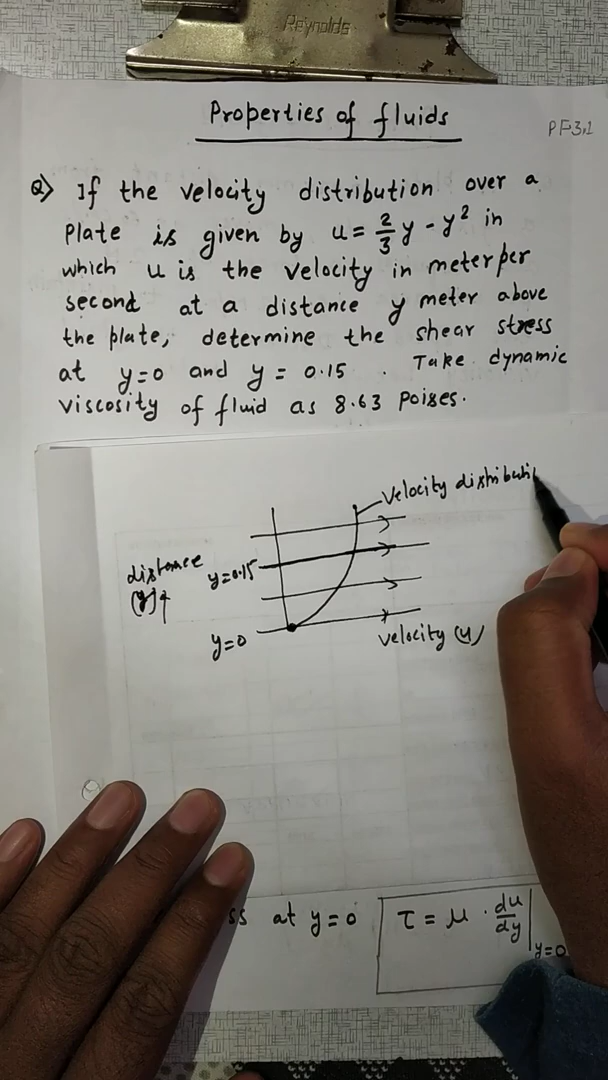 Reynolds
Properties of fluids
PF3.1
Q) If the velocity distribution over a
plate is given by u = 2/3 y - y² in
which u is the velocity in meter per
second at a distance y meter above
the plate, determine the shear stress
at y=0 and y = 0.15 . Take dynamic
viscosity of fluid as 8.63 poises.
Velocity distributi
distance
(y)↑
y=0.15
y=0
velocity (u)
ss at y=0
τ = μ · du/dy |y=0